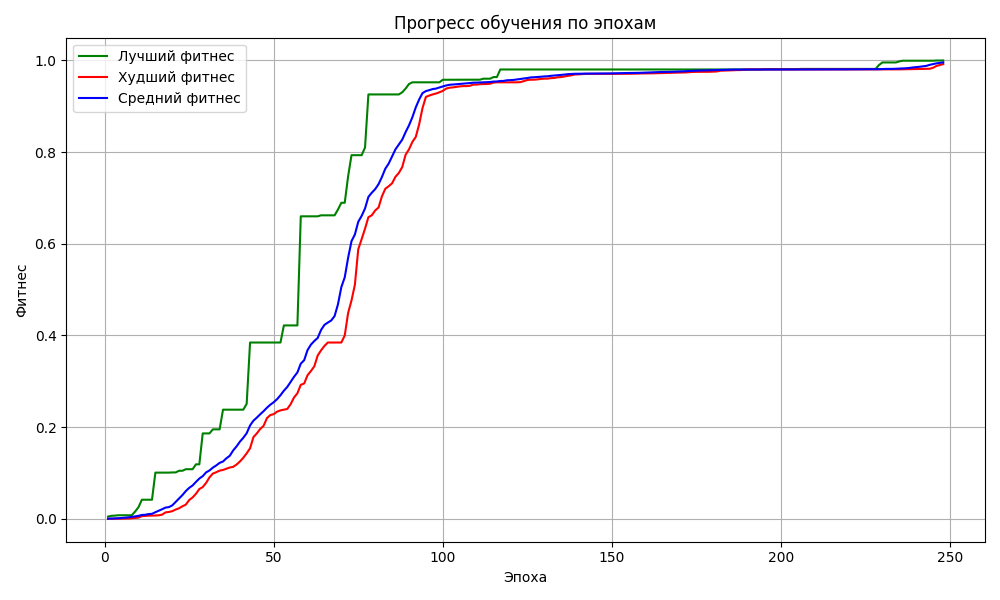 Прогресс обучения по эпохам
Лучший фитнес
Худший фитнес
Средний фитнес
1.0
0.8
0.6
0.4
0.2
0.0
Фитнес
0 50 100 150 200 250
Эпоха